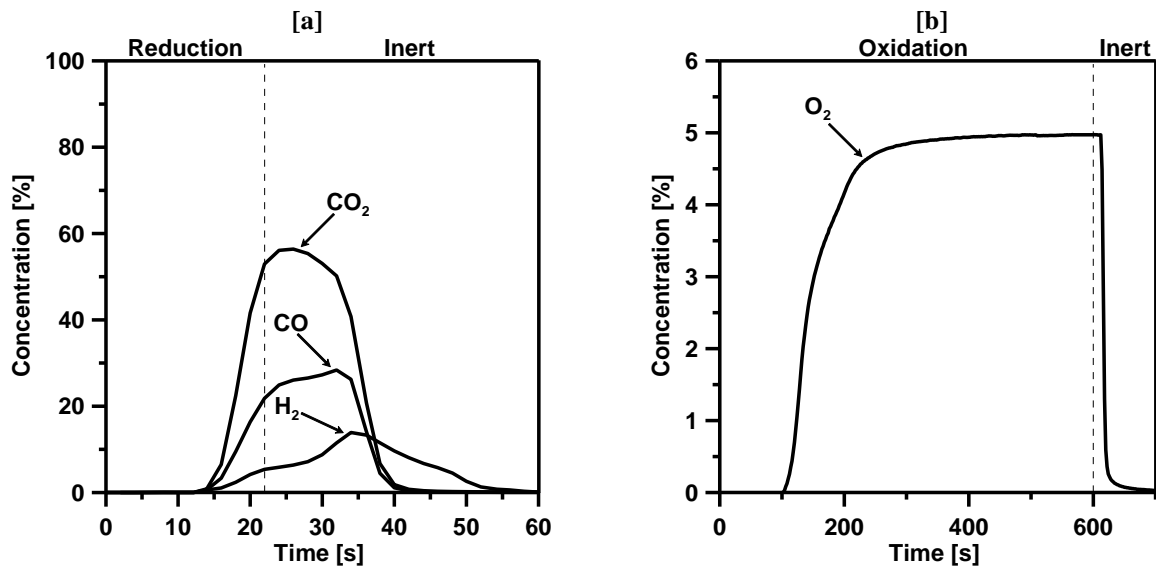 [a]
Reduction Inert
100
80
60
40
20
0
Concentration [%]
CO₂
CO
H₂
0 10 20 30 40 50 60
Time [s]
[b]
Oxidation Inert
6
5
4
3
2
1
0
Concentration [%]
O₂
0 200 400 600
Time [s]